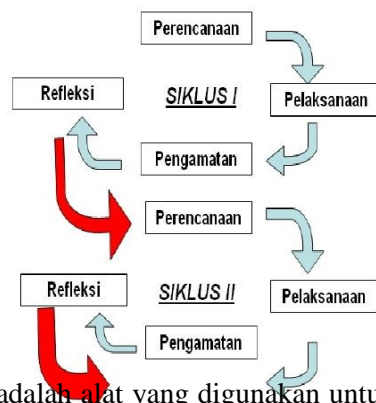 Perencanaan
Refleksi
SIKLUS I
Pelaksanaan
Pengamatan
Perencanaan
Refleksi
SIKLUS II
Pelaksanaan
Pengamatan
adalah alat yang digunakan untu